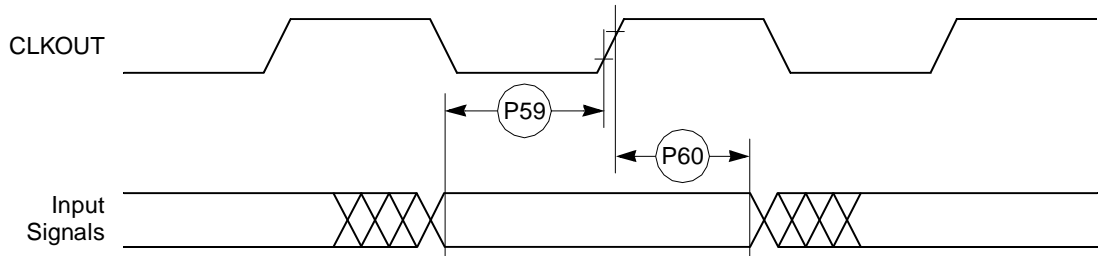 CLKOUT
P59
P60
Input
Signals